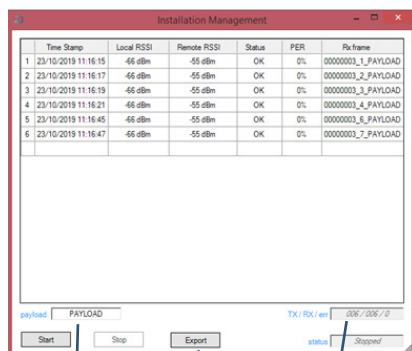 Installation Management
Time Stamp Local RSSI Remote RSSI Status PER Rx frame
1 23/10/2019 11:16:15 -66 dBm -55 dBm OK 0% 00000003_1_PAYLOAD
2 23/10/2019 11:16:17 -66 dBm -55 dBm OK 0% 00000003_2_PAYLOAD
3 23/10/2019 11:16:19 -66 dBm -55 dBm OK 0% 00000003_3_PAYLOAD
4 23/10/2019 11:16:21 -66 dBm -55 dBm OK 0% 00000003_4_PAYLOAD
5 23/10/2019 11:16:45 -66 dBm -55 dBm OK 0% 00000003_6_PAYLOAD
6 23/10/2019 11:16:47 -66 dBm -55 dBm OK 0% 00000003_7_PAYLOAD
payload PAYLOAD TX / RX / err 006 / 006 / 0
Start Stop Export status Stopped